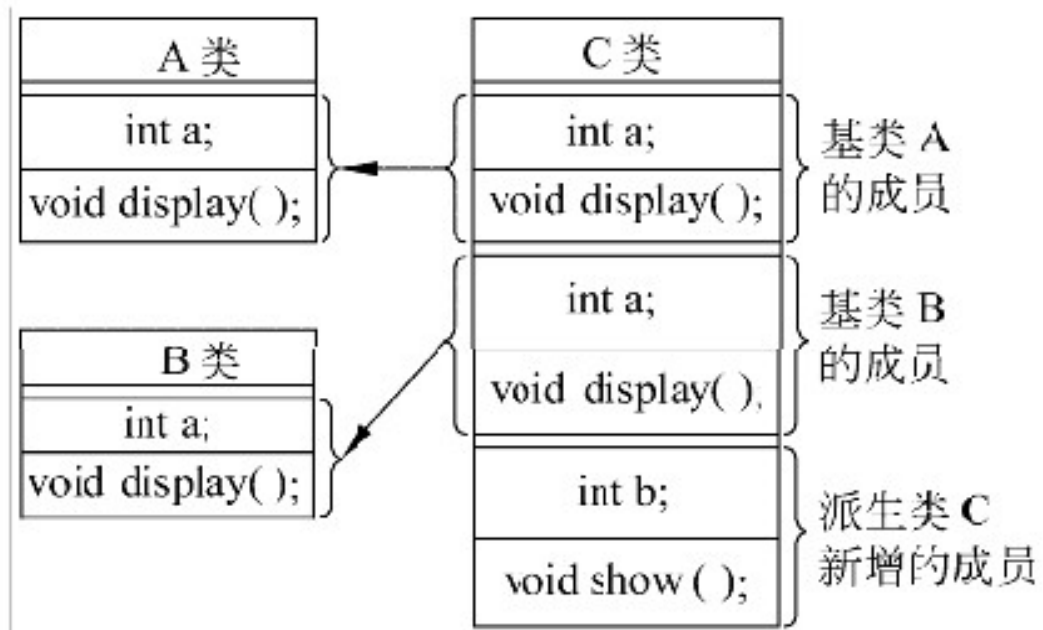 A 类
int a;
void display( );
B 类
int a;
void display( );
C 类
int a;
void display( );
int a;
void display( ),
int b;
void show ( );
基类 A
的成员
基类 B
的成员
派生类 C
新增的成员